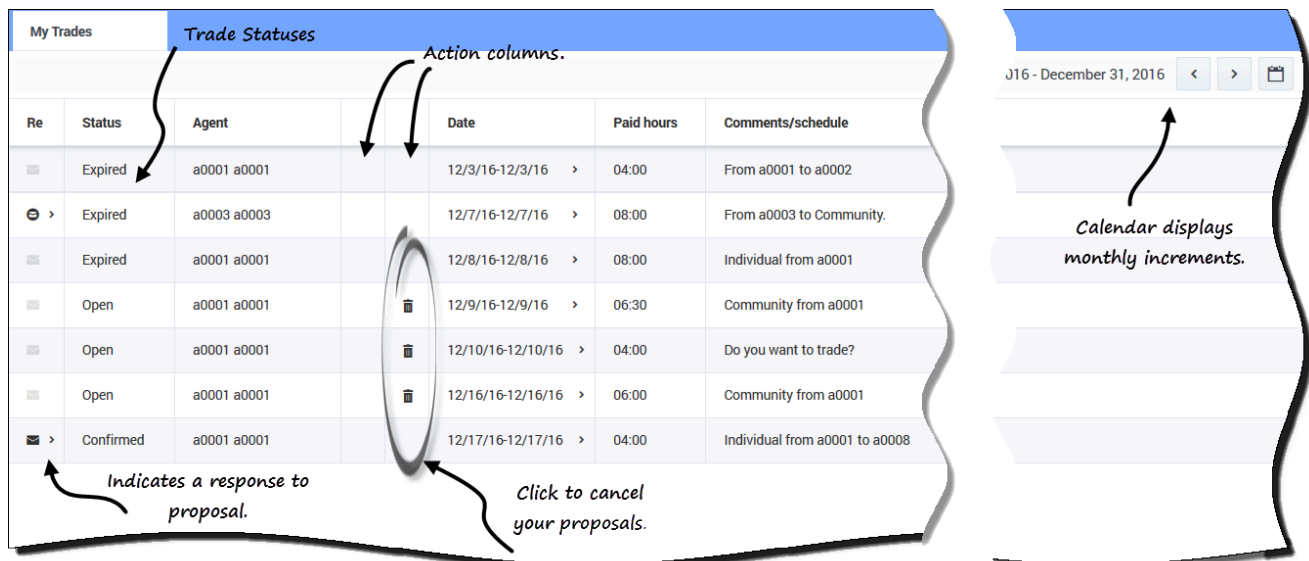 My Trades
Trade Statuses
Action columns.
016 - December 31, 2016
Re Status Agent Date Paid hours Comments/schedule
Expired a0001 a0001 12/3/16-12/3/16 > 04:00 From a0001 to a0002
> Expired a0003 a0003 12/7/16-12/7/16 > 08:00 From a0003 to Community.
Expired a0001 a0001 12/8/16-12/8/16 > 08:00 Individual from a0001
Open a0001 a0001 12/9/16-12/9/16 > 06:30 Community from a0001
Open a0001 a0001 12/10/16-12/10/16 > 04:00 Do you want to trade?
Open a0001 a0001 12/16/16-12/16/16 > 06:00 Community from a0001
> Confirmed a0001 a0001 12/17/16-12/17/16 > 04:00 Individual from a0001 to a0008
Calendar displays
monthly increments.
Indicates a response to
proposal.
Click to cancel
your proposals.